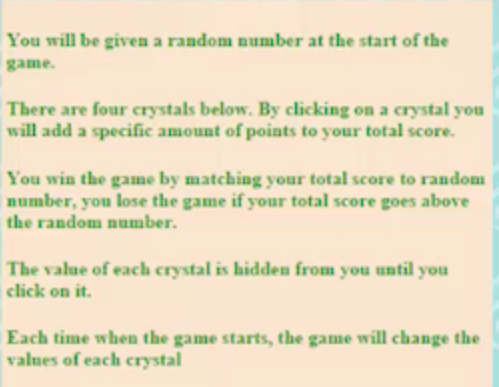 You will be given a random number at the start of the
game.
There are four crystals below. By clicking on a crystal you
will add a specific amount of points to your total score.
You win the game by matching your total score to random
number, you lose the game if your total score goes above
the random number.
The value of each crystal is hidden from you until you
click on it.
Each time when the game starts, the game will change the
values of each crystal